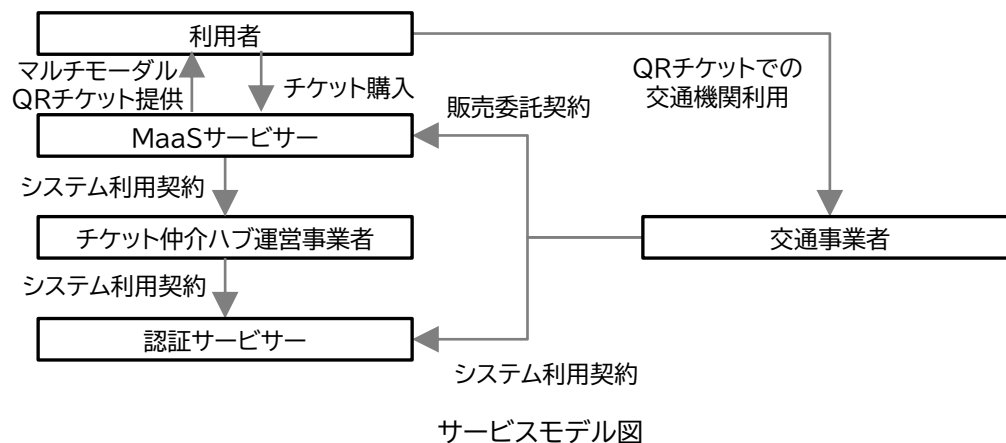 利用者
マルチモーダル
QRチケット提供
チケット購入
QRチケットでの
交通機関利用
販売委託契約
MaaSサービサー
システム利用契約
チケット仲介ハブ運営事業者
交通事業者
システム利用契約
認証サービサー
システム利用契約
サービスモデル図